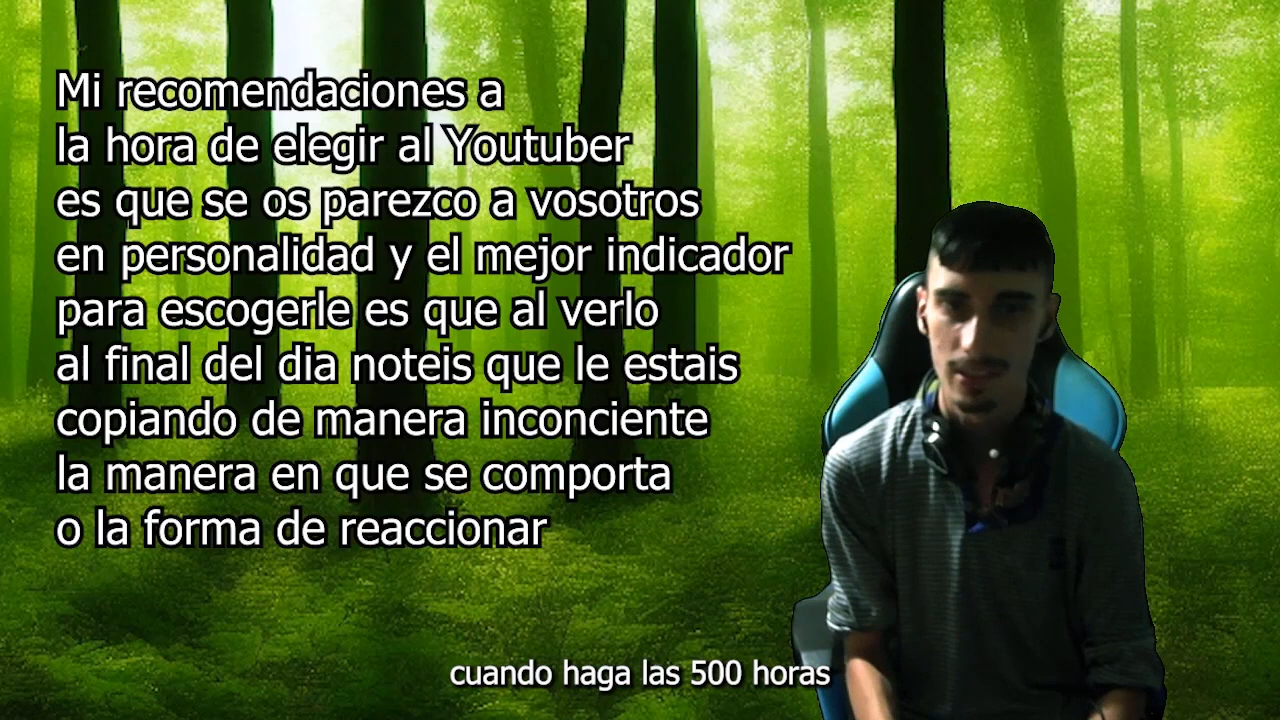 Mi recomendaciones a
la hora de elegir al Youtuber
es que se os parezco a vosotros
en personalidad y el mejor indicador
para escogerle es que al verlo
al final del dia noteis que le estais
copiando de manera inconciente
la manera en que se comporta
o la forma de reaccionar
cuando haga las 500 horas